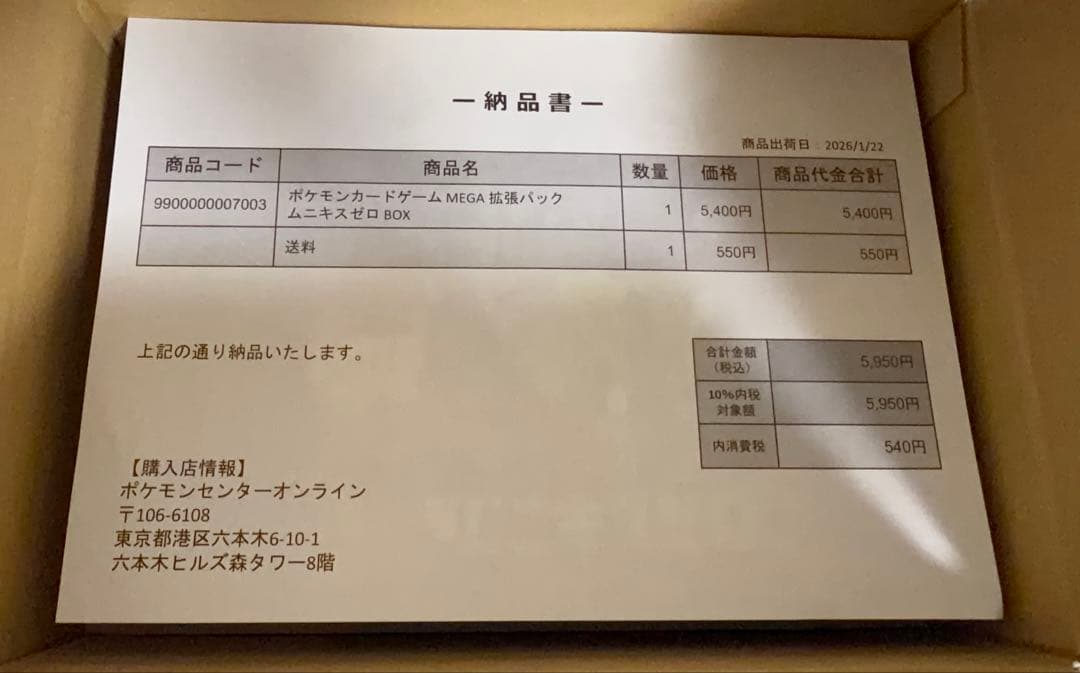 ー納品書ー
商品出荷日：2026/1/22
商品コード 商品名 数量 価格 商品代金合計
9900000007003 ポケモンカードゲーム MEGA 拡張パック
ムニキスゼロ BOX 1 5,400円 5,400円
送料 1 550円 550円
上記の通り納品いたします。
合計金額
（税込） 5,950円
10%内税
対象額 5,950円
内消費税 540円
【購入店情報】
ポケモンセンターオンライン
〒106-6108
東京都港区六本木6-10-1
六本木ヒルズ森タワー8階